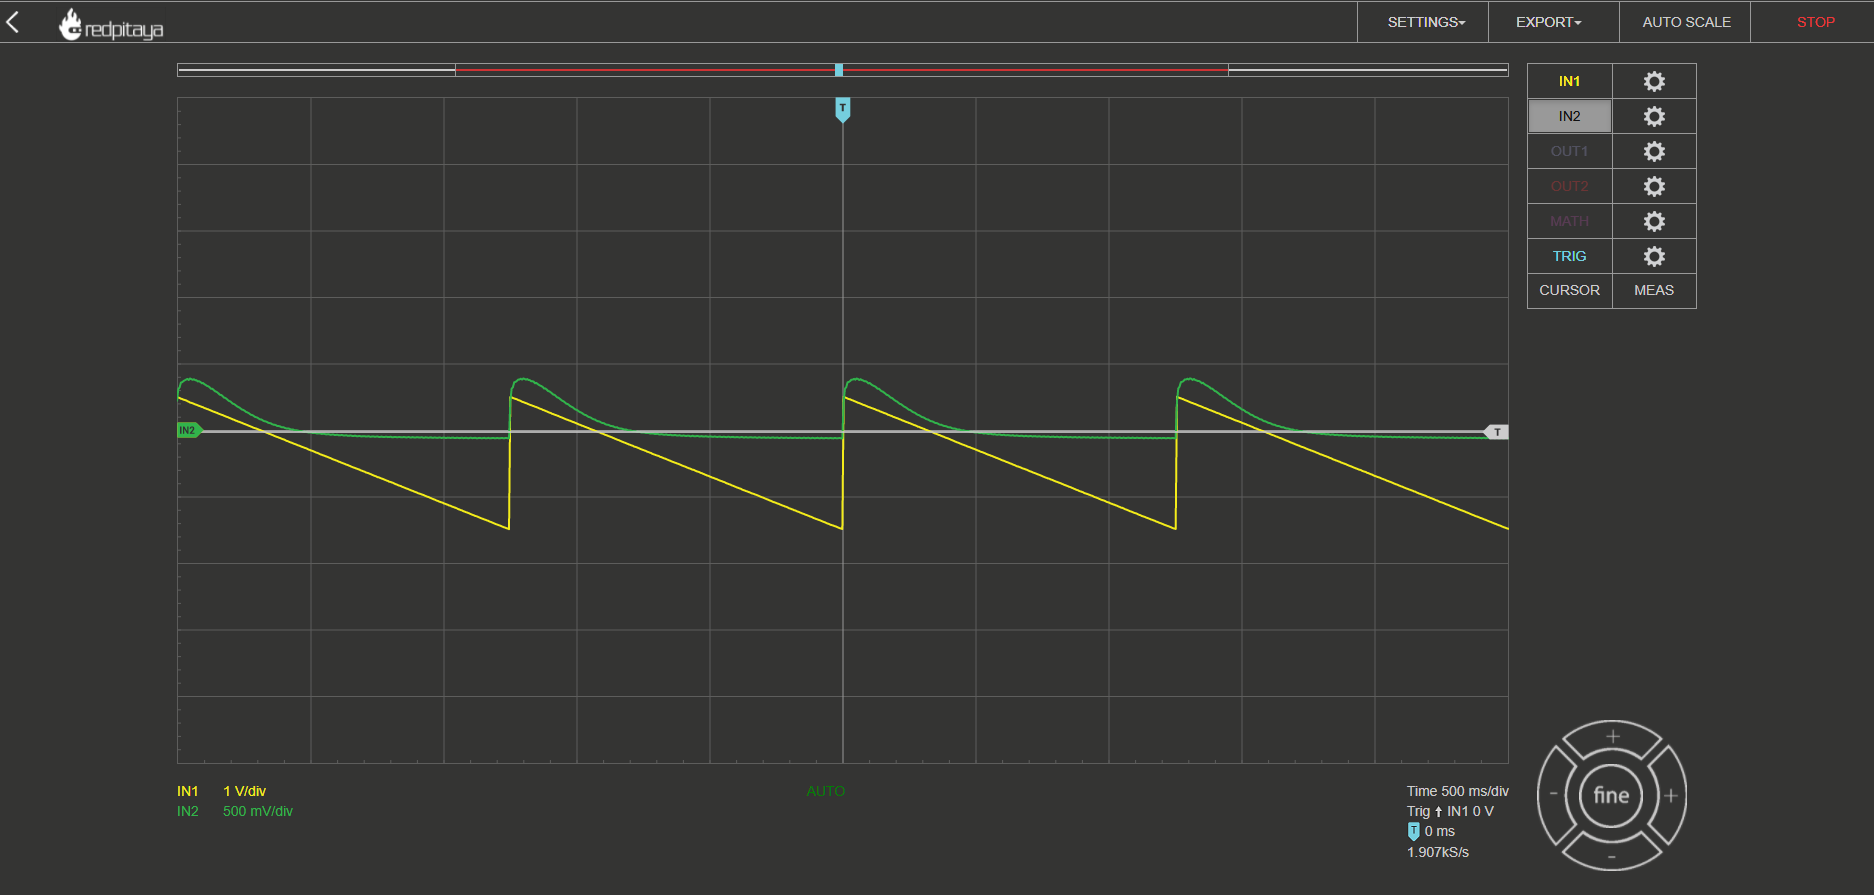 redpitaya
SETTINGS
EXPORT
AUTO SCALE
STOP
T
IN1
IN2
OUT1
OUT2
MATH
TRIG
CURSOR
MEAS
IN2
T
IN1 1 V/div
IN2 500 mV/div
AUTO
Time 500 ms/div
Trig IN1 0 V
T 0 ms
1.907kS/s
+
- fine +
-